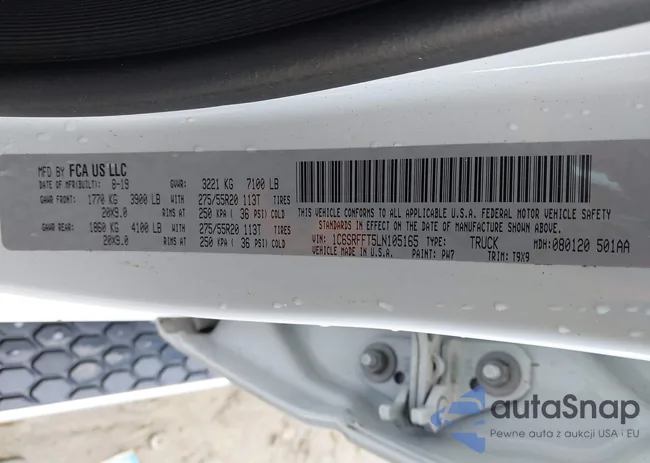 MFD BY FCA US LLC
DATE OF MFR(BUILT): 8-19 GVWR: 3221 KG 7100 LB
GAWR FRONT: 1770 KG 3900 LB WITH 275/55R20 113T TIRES
20X9.0 RIMS AT 250 KPA ( 36 PSI) COLD
GAWR REAR: 1860 KG 4100 LB WITH 275/55R20 113T TIRES
20X9.0 RIMS AT 250 KPA ( 36 PSI) COLD
THIS VEHICLE CONFORMS TO ALL APPLICABLE U.S.A. FEDERAL MOTOR VEHICLE SAFETY
STANDARDS IN EFFECT ON THE DATE OF MANUFACTURE SHOWN ABOVE.
VIN: 1C6SRFFT5LN105165 TYPE: TRUCK MDH:080120 501AA
VEHICLE MADE IN U.S.A. PAINT: PW7 TRIM: T9X9
autaSnap
Pewne auta z aukcji USA i EU